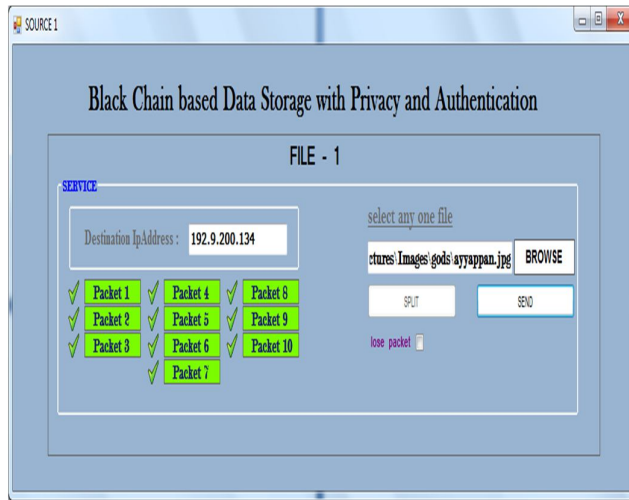 SOURCE 1
Black Chain based Data Storage with Privacy and Authentication
FILE - 1
SERVICE
Destination IpAddress : 192.9.200.134
select any one file
ctures\Images\gods\ayyappan.jpg BROWSE
SPLIT SEND
lose packet
Packet 1 Packet 4 Packet 8
Packet 2 Packet 5 Packet 9
Packet 3 Packet 6 Packet 10
Packet 7